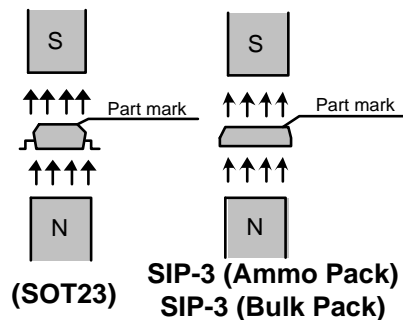 S
S
Part mark
Part mark
N
N
(SOT23)
SIP-3 (Ammo Pack)
SIP-3 (Bulk Pack)